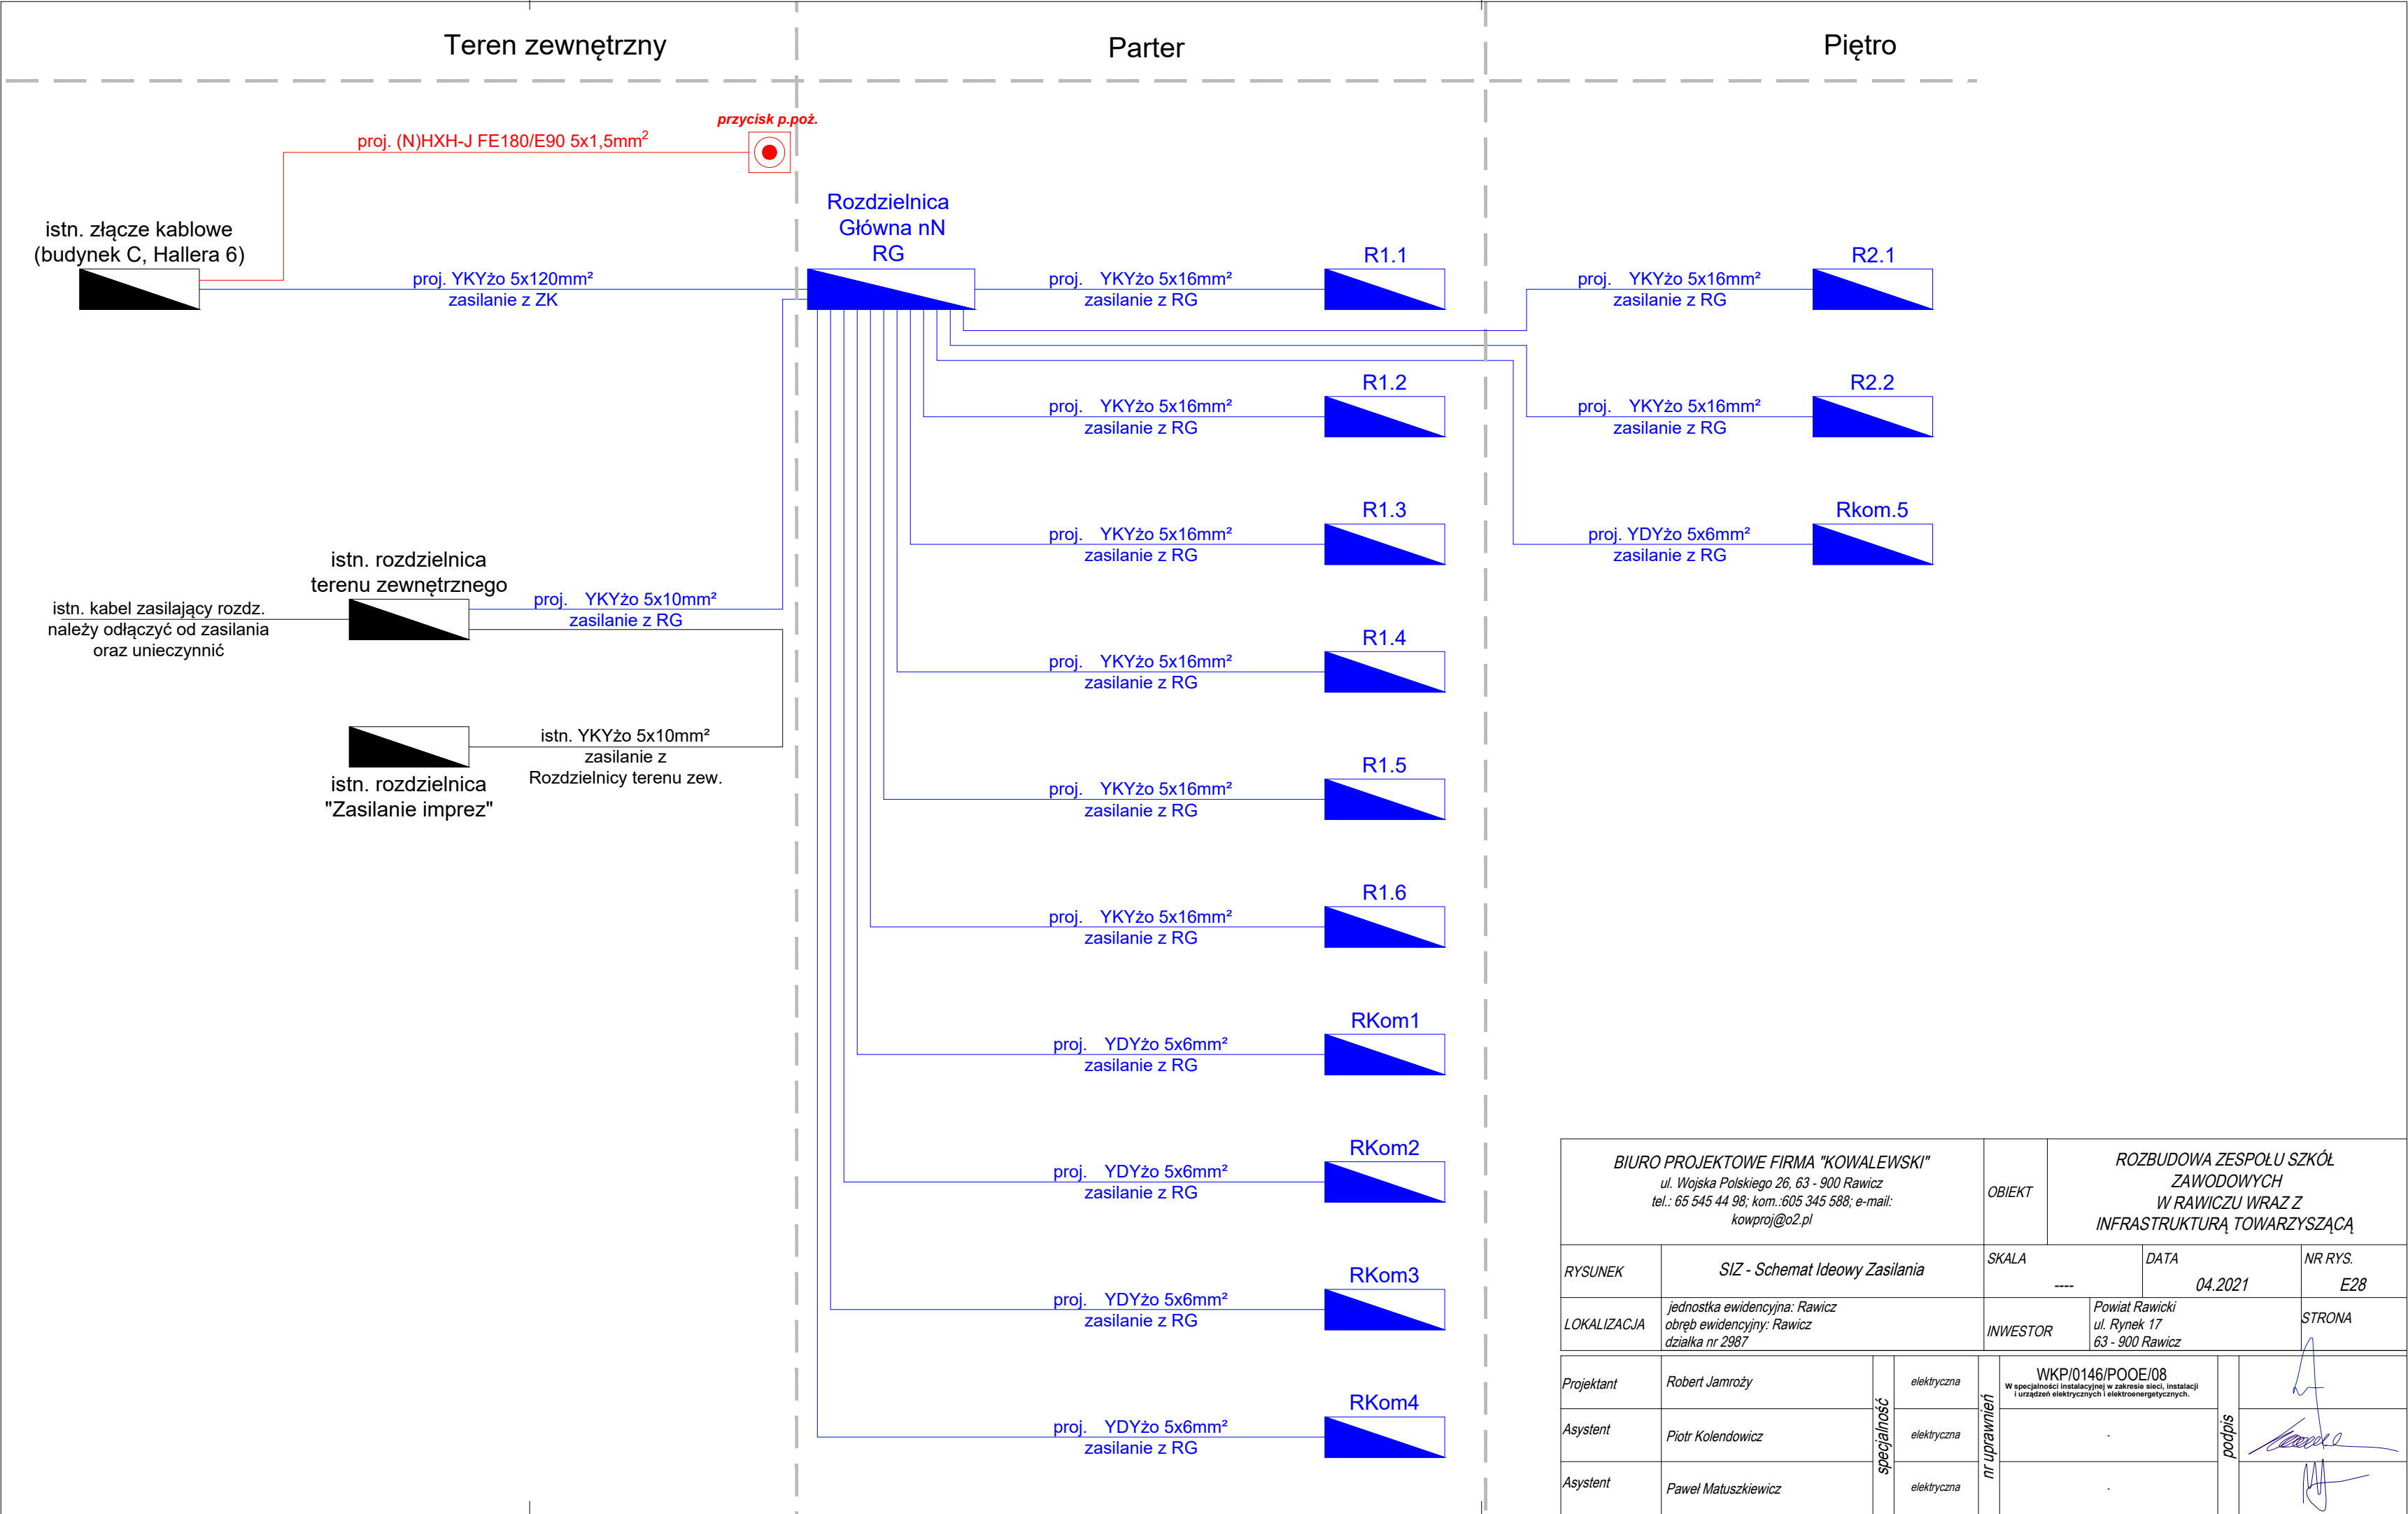 Teren zewnętrzny
Parter
Piętro
przycisk p.poż.
proj. (N)HXH-J FE180/E90 5x1,5mm²
istn. złącze kablowe
(budynek C, Hallera 6)
proj. YKYżo 5x120mm²
zasilanie z ZK
istn. rozdzielnica
terenu zewnętrznego
istn. kabel zasilający rozdz.
należy odłączyć od zasilania
oraz unieczynnić
proj. YKYżo 5x10mm²
zasilanie z RG
istn. YKYżo 5x10mm²
zasilanie z
Rozdzielnicy terenu zew.
istn. rozdzielnica
"Zasilanie imprez"
Rozdzielnica
Główna nN
RG
proj. YKYżo 5x16mm²
zasilanie z RG
R1.1
proj. YKYżo 5x16mm²
zasilanie z RG
R1.2
proj. YKYżo 5x16mm²
zasilanie z RG
R1.3
proj. YKYżo 5x16mm²
zasilanie z RG
R1.4
proj. YKYżo 5x16mm²
zasilanie z RG
R1.5
proj. YKYżo 5x16mm²
zasilanie z RG
R1.6
proj. YDYżo 5x6mm²
zasilanie z RG
RKom1
proj. YDYżo 5x6mm²
zasilanie z RG
RKom2
proj. YDYżo 5x6mm²
zasilanie z RG
RKom3
proj. YDYżo 5x6mm²
zasilanie z RG
RKom4
proj. YKYżo 5x16mm²
zasilanie z RG
R2.1
proj. YKYżo 5x16mm²
zasilanie z RG
R2.2
proj. YDYżo 5x6mm²
zasilanie z RG
Rkom.5
BIURO PROJEKTOWE FIRMA "KOWALEWSKI"
ul. Wojska Polskiego 26, 63 - 900 Rawicz
tel.: 65 545 44 98; kom.:605 345 588; e-mail:
kowproj@o2.pl
OBIEKT
ROZBUDOWA ZESPOŁU SZKÓŁ
ZAWODOWYCH
W RAWICZU WRAZ Z
INFRASTRUKTURĄ TOWARZYSZĄCĄ
RYSUNEK
SIZ - Schemat Ideowy Zasilania
SKALA
----
DATA
04.2021
NR RYS.
E28
LOKALIZACJA
jednostka ewidencyjna: Rawicz
obręb ewidencyjny: Rawicz
działka nr 2987
INWESTOR
Powiat Rawicki
ul. Rynek 17
63 - 900 Rawicz
STRONA
Projektant
Robert Jamroży
specjalność
elektryczna
nr uprawnień
WKP/0146/POOE/08
W specjalności instalacyjnej w zakresie sieci, instalacji
i urządzeń elektrycznych i elektroenergetycznych.
podpis
Asystent
Piotr Kolendowicz
elektryczna
-
Asystent
Paweł Matuszkiewicz
elektryczna
-